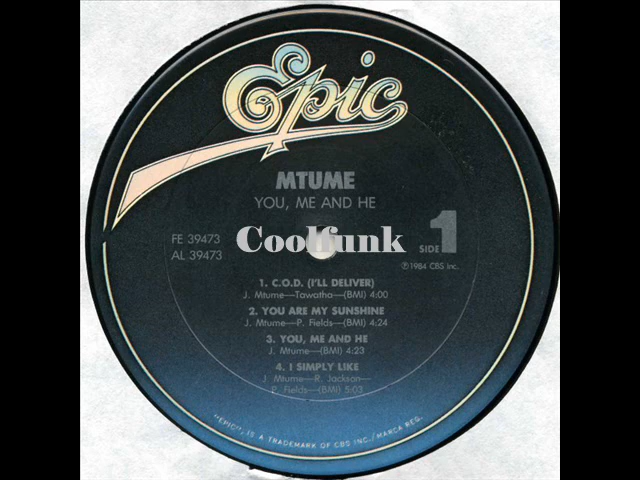 Epic
MTUME
YOU, ME AND HE
FE 39473
AL 39473
Coolfunk
SIDE 1
℗1984 CBS Inc.
1. C.O.D. (I'LL DELIVER)
J. Mtume—Tawatha—(BMI) 4:00
2. YOU ARE MY SUNSHINE
J. Mtume—P. Fields—(BMI) 4:24
3. YOU, ME AND HE
J. Mtume—(BMI) 4:23
4. I SIMPLY LIKE
J. Mtume—R. Jackson—
P. Fields—(BMI) 5:03
"EPIC", IS A TRADEMARK OF CBS INC./MARCA REG.